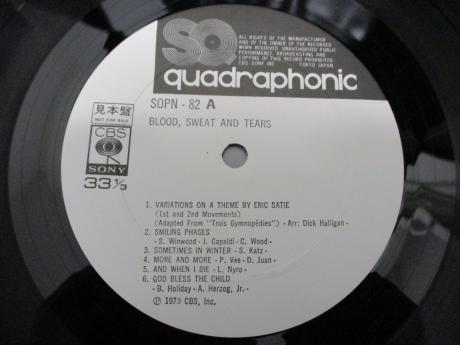 SQ
ALL RIGHTS OF THE MANUFACTURER
AND OF THE OWNER OF THE RECORDED
WORK RESERVED. UNAUTHORIZED PUBLIC
PERFORMANCE BROADCASTING AND
COPYING OF THIS RECORD PROHIBITED
CBS SONY INC TOKYO JAPAN
quadraphonic
SOPN - 82 A
BLOOD, SWEAT AND TEARS
見本盤
NOT FOR SALE
CBS
SONY
33 1/3
1. VARIATIONS ON A THEME BY ERIC SATIE
(1st and 2nd Movements)
(Adapted From "Trois Gymnopédies") - Arr: Dick Halligan
2. SMILING PHASES
- S. Winwood - J. Capaldi - C. Wood -
3. SOMETIMES IN WINTER - S. Katz -
4. MORE AND MORE - P. Vee - D. Juan -
5. AND WHEN I DIE - L. Nyro -
6. GOD BLESS THE CHILD
- B. Holiday - A. Herzog, Jr. -
Ⓟ 1973 CBS, Inc.